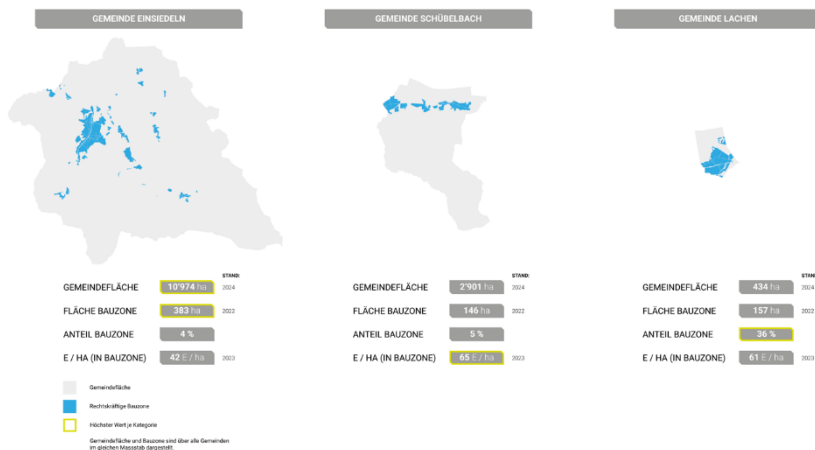 GEMEINDE EINSIEDELN
GEMEINDE SCHÜBELBACH
GEMEINDE LACHEN
STAND:
GEMEINDEFLÄCHE 10'974 ha 2024
FLÄCHE BAUZONE 383 ha 2022
ANTEIL BAUZONE 4 %
E / HA (IN BAUZONE) 42 E / ha 2023
STAND:
GEMEINDEFLÄCHE 2'901 ha 2024
FLÄCHE BAUZONE 146 ha 2022
ANTEIL BAUZONE 5 %
E / HA (IN BAUZONE) 65 E / ha 2023
STAND:
GEMEINDEFLÄCHE 434 ha 2024
FLÄCHE BAUZONE 157 ha 2022
ANTEIL BAUZONE 36 %
E / HA (IN BAUZONE) 61 E / ha 2023
Gemeindefläche
Rechtskräftige Bauzone
Höchster Wert je Kategorie
Gemeindefläche und Bauzone sind über alle Gemeinden
im gleichen Massstab dargestellt.